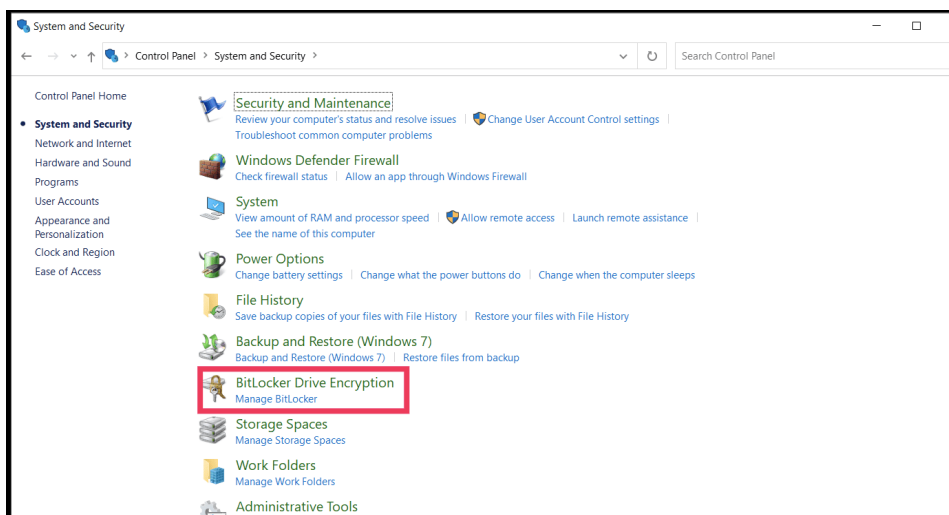 System and Security
Control Panel > System and Security >
Search Control Panel
Control Panel Home
System and Security
Network and Internet
Hardware and Sound
Programs
User Accounts
Appearance and
Personalization
Clock and Region
Ease of Access
Security and Maintenance
Review your computer's status and resolve issues | Change User Account Control settings |
Troubleshoot common computer problems
Windows Defender Firewall
Check firewall status | Allow an app through Windows Firewall
System
View amount of RAM and processor speed | Allow remote access | Launch remote assistance |
See the name of this computer
Power Options
Change battery settings | Change what the power buttons do | Change when the computer sleeps
File History
Save backup copies of your files with File History | Restore your files with File History
Backup and Restore (Windows 7)
Backup and Restore (Windows 7) | Restore files from backup
BitLocker Drive Encryption
Manage BitLocker
Storage Spaces
Manage Storage Spaces
Work Folders
Manage Work Folders
Administrative Tools